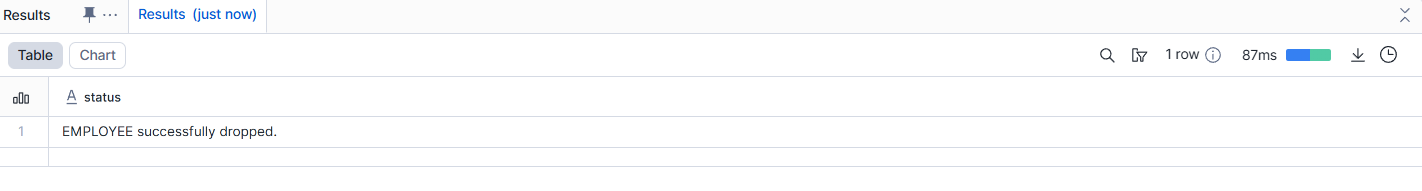 Results ... Results (just now)
Table Chart 1 row 87ms
A status
1 EMPLOYEE successfully dropped.